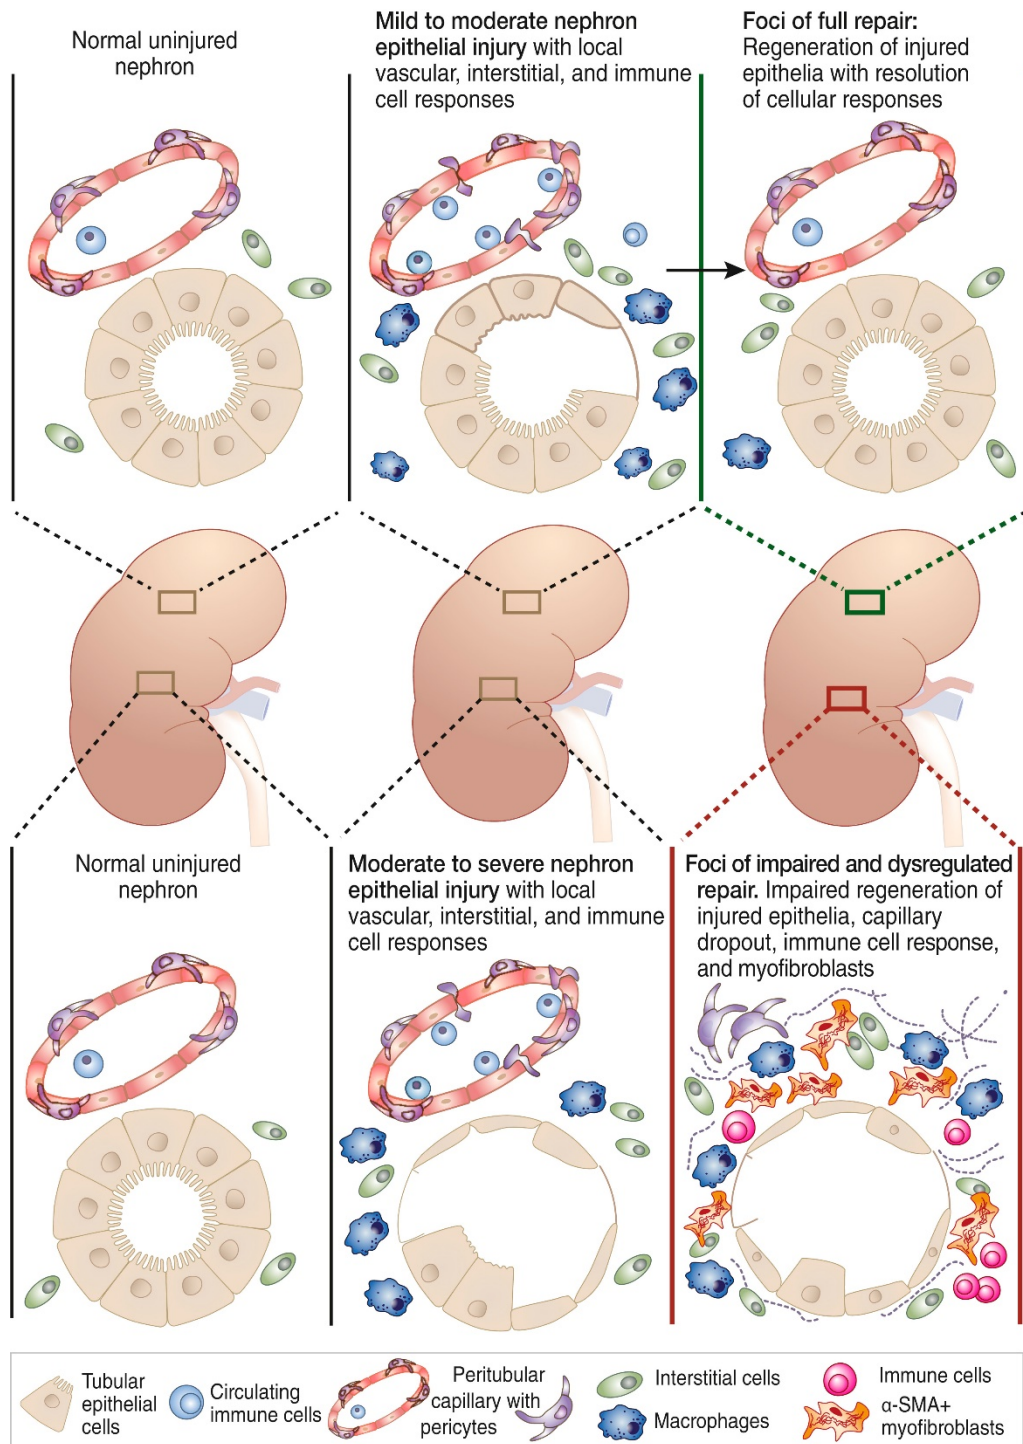 Normal uninjured
nephron
Mild to moderate nephron
epithelial injury with local
vascular, interstitial, and immune
cell responses
Foci of full repair:
Regeneration of injured
epithelia with resolution
of cellular responses
Normal uninjured
nephron
Moderate to severe nephron
epithelial injury with local
vascular, interstitial, and immune
cell responses
Foci of impaired and dysregulated
repair. Impaired regeneration of
injured epithelia, capillary
dropout, immune cell response,
and myofibroblasts
Tubular
epithelial
cells
Circulating
immune cells
Peritubular
capillary with
pericytes
Interstitial cells
Macrophages
Immune cells
α-SMA+
myofibroblasts